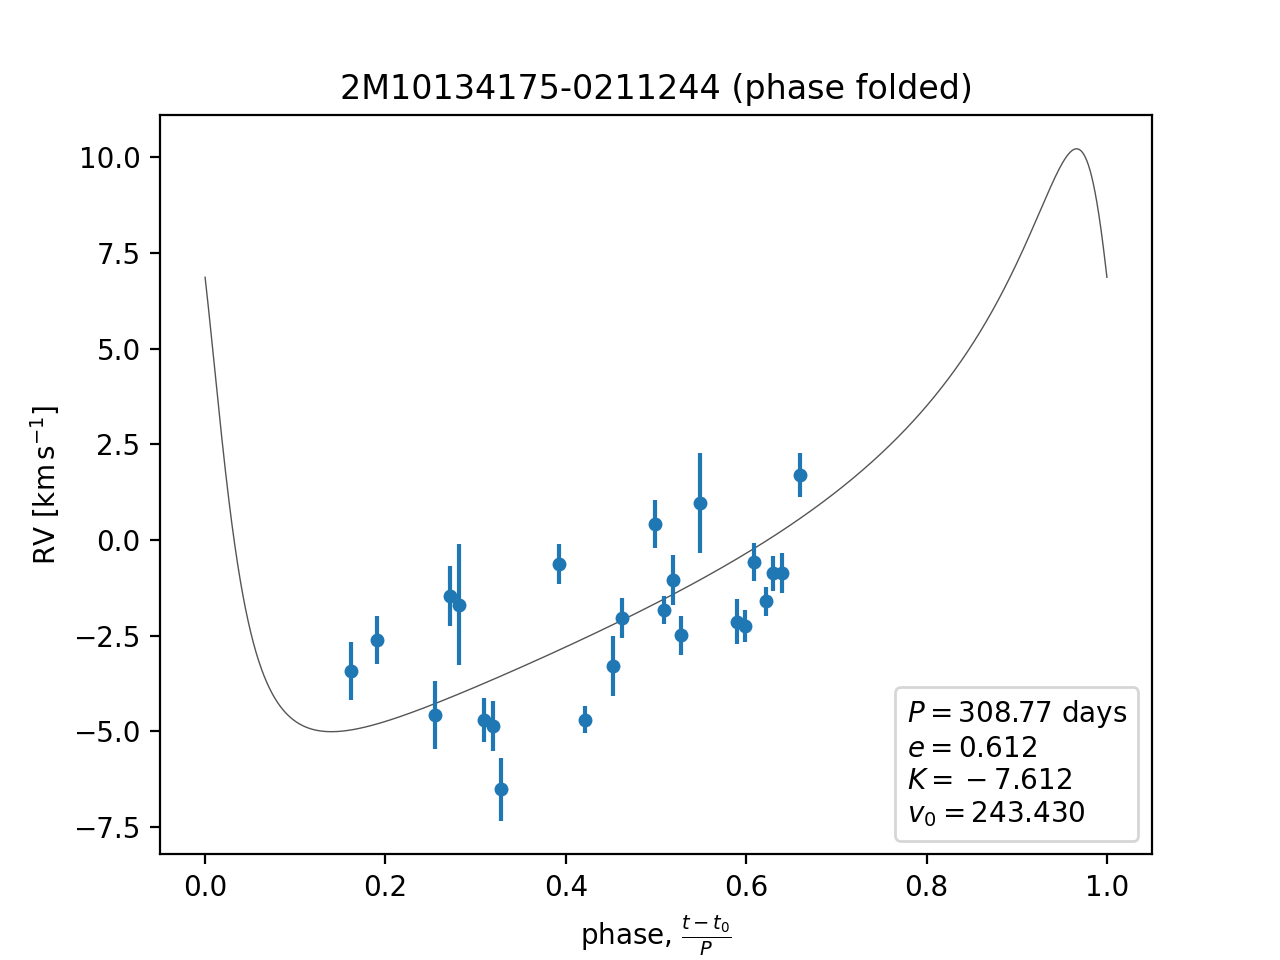 2M10134175-0211244 (phase folded)
RV [km s⁻¹]
10.0
7.5
5.0
2.5
0.0
−2.5
−5.0
−7.5
P = 308.77 days
e = 0.612
K = −7.612
v₀ = 243.430
0.0 0.2 0.4 0.6 0.8 1.0
phase, (t − t₀)/P